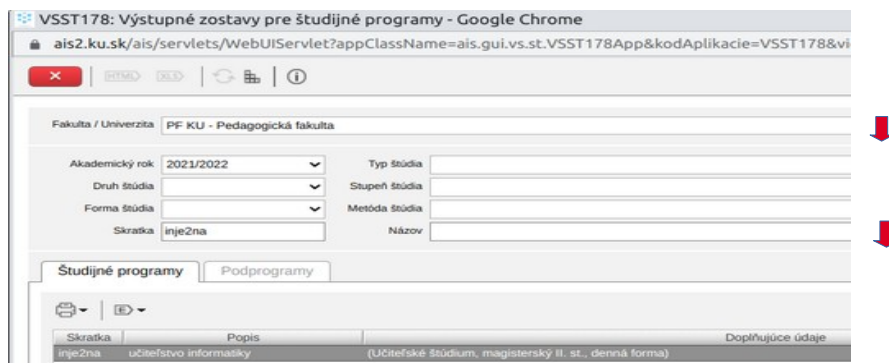 VSST178: Výstupné zostavy pre študijné programy - Google Chrome
ais2.ku.sk/ais/servlets/WebUIServlet?appClassName=ais.gui.vs.st.VSST178App&kodAplikacie=VSST178&vi
HTML XLS
Fakulta / Univerzita PF KU - Pedagogická fakulta
Akademický rok 2021/2022 Typ štúdia
Druh štúdia Stupeň štúdia
Forma štúdia Metóda štúdia
Skratka inje2na Názov
Študijné programy Podprogramy
E
Skratka Popis Doplňujúce údaje
inje2na učiteľstvo informatiky (Učiteľské štúdium, magisterský II. st., denná forma)